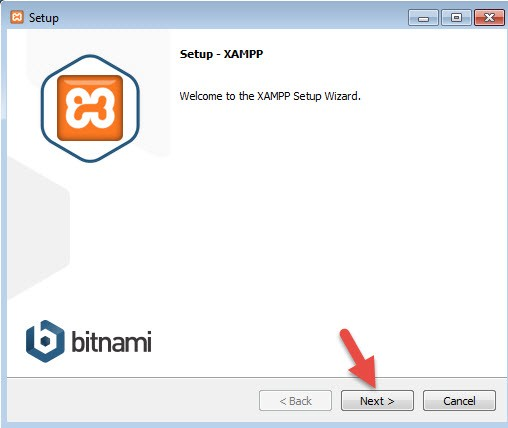 Setup
Setup - XAMPP
Welcome to the XAMPP Setup Wizard.
bitnami
< Back
Next >
Cancel